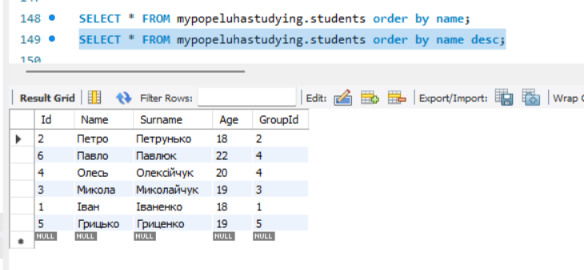 148 SELECT * FROM mypopeluhastudying.students order by name;
149 SELECT * FROM mypopeluhastudying.students order by name desc;
150
Result Grid Filter Rows: Edit: Export/Import: Wrap
Id Name Surname Age GroupId
2 Петро Петрунько 18 2
6 Павло Павлюк 22 4
4 Олесь Олексійчук 20 4
3 Микола Миколайчук 19 3
1 Іван Іваненко 18 1
5 Грицько Гриценко 19 5
NULL NULL NULL NULL NULL